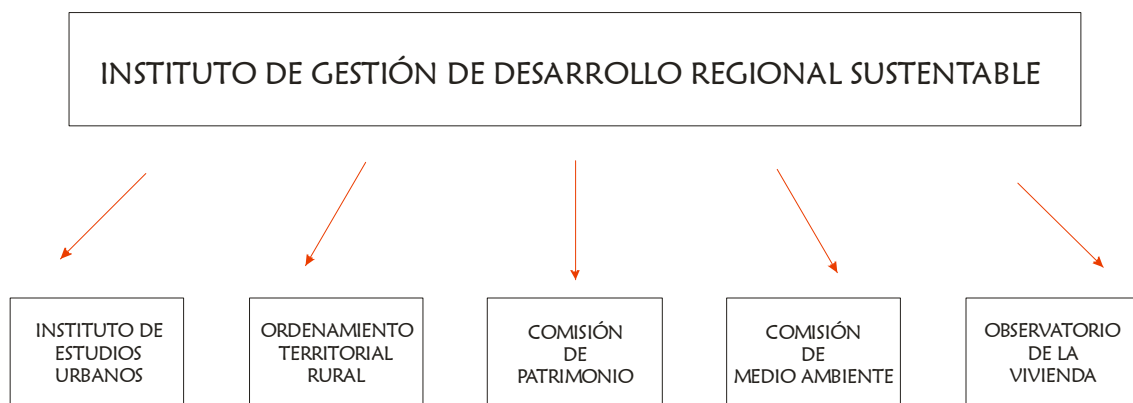 INSTITUTO DE GESTIÓN DE DESARROLLO REGIONAL SUSTENTABLE
INSTITUTO DE
ESTUDIOS
URBANOS
ORDENAMIENTO
TERRITORIAL
RURAL
COMISIÓN
DE
PATRIMONIO
COMISIÓN
DE
MEDIO AMBIENTE
OBSERVATORIO
DE LA
VIVIENDA